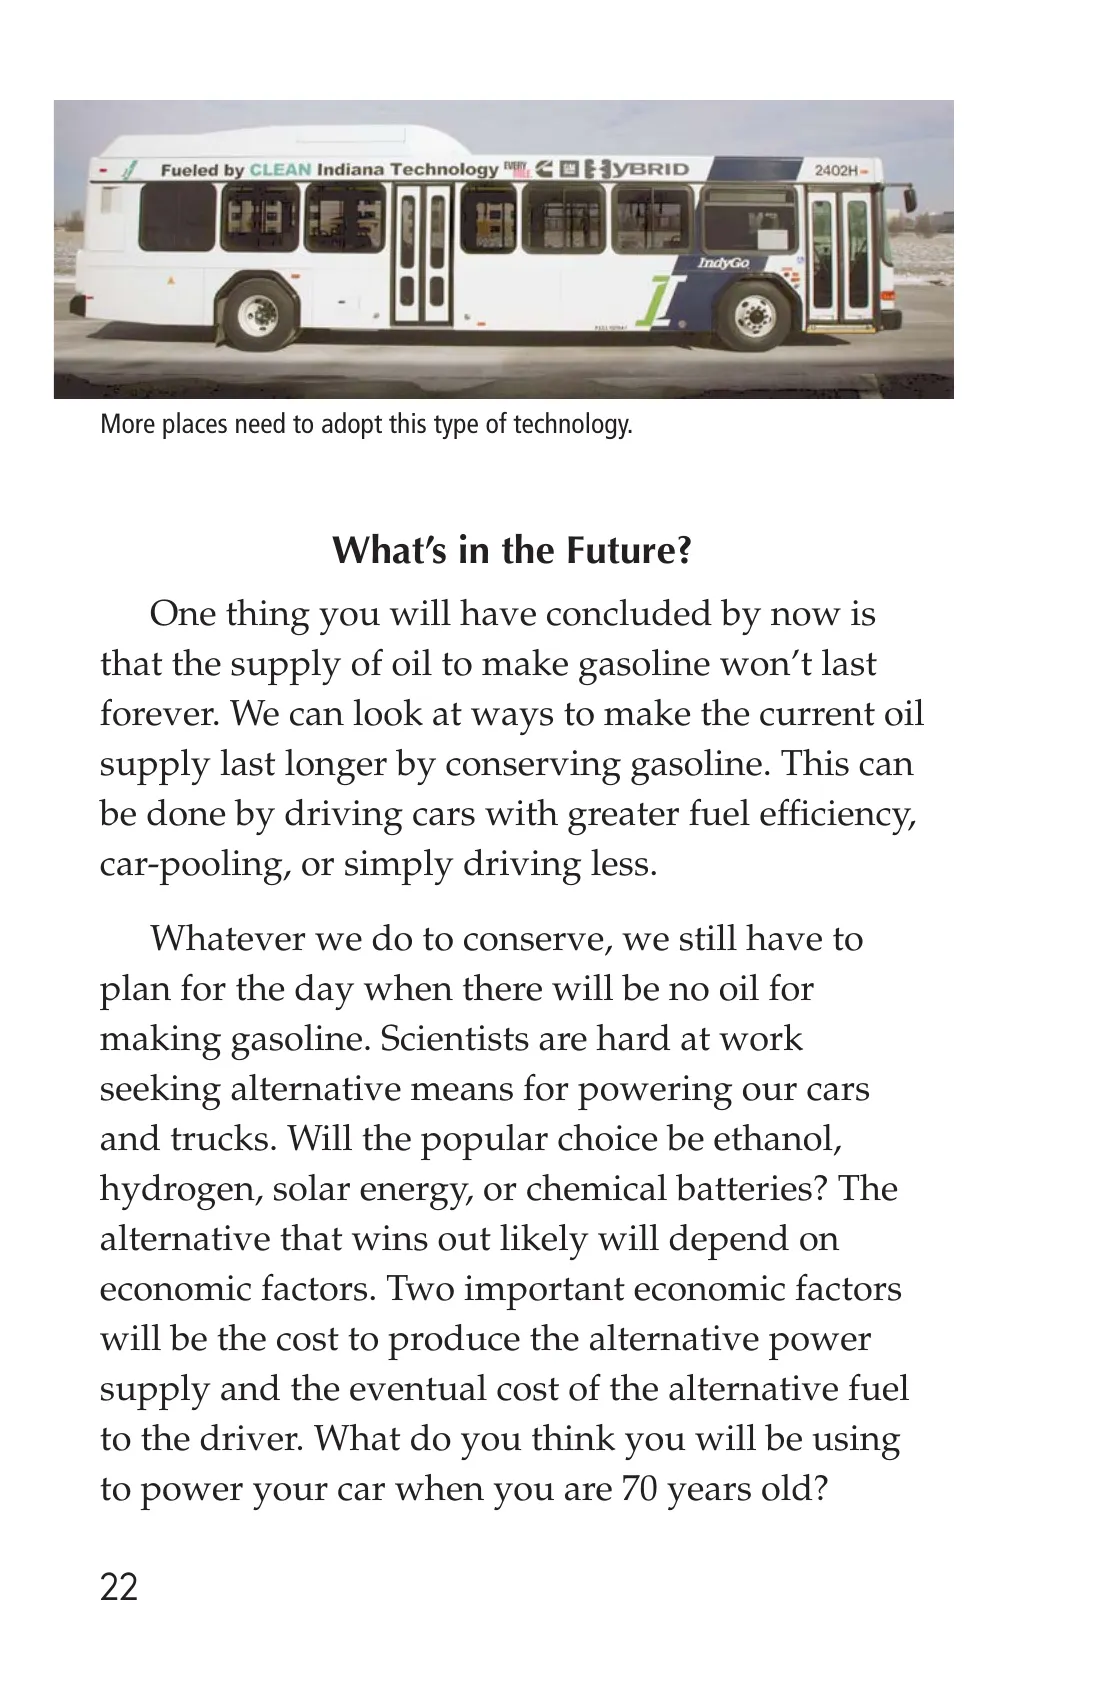 Fueled by CLEAN Indiana Technology EVERY MILE GM HYBRID 2402H
IndyGo
More places need to adopt this type of technology.
What's in the Future?
One thing you will have concluded by now is
that the supply of oil to make gasoline won't last
forever. We can look at ways to make the current oil
supply last longer by conserving gasoline. This can
be done by driving cars with greater fuel efficiency,
car-pooling, or simply driving less.
Whatever we do to conserve, we still have to
plan for the day when there will be no oil for
making gasoline. Scientists are hard at work
seeking alternative means for powering our cars
and trucks. Will the popular choice be ethanol,
hydrogen, solar energy, or chemical batteries? The
alternative that wins out likely will depend on
economic factors. Two important economic factors
will be the cost to produce the alternative power
supply and the eventual cost of the alternative fuel
to the driver. What do you think you will be using
to power your car when you are 70 years old?
22